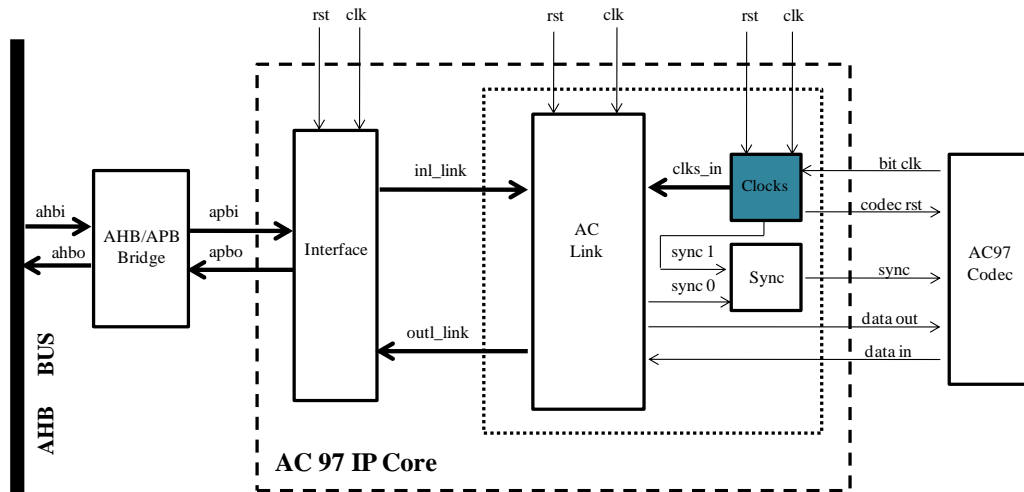 rst
clk
rst
clk
rst
clk
ahbi
ahbo
AHB/APB
Bridge
apbi
apbo
Interface
inl_link
outl_link
AC
Link
clks_in
Clocks
sync 1
sync 0
Sync
bit clk
codec rst
sync
data out
data in
AC97
Codec
AHB BUS
AC 97 IP Core